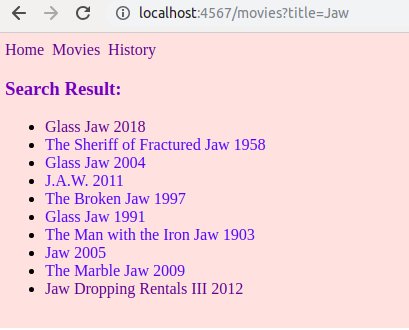 localhost:4567/movies?title=Jaw
Home Movies History
Search Result:
Glass Jaw 2018
The Sheriff of Fractured Jaw 1958
Glass Jaw 2004
J.A.W. 2011
The Broken Jaw 1997
Glass Jaw 1991
The Man with the Iron Jaw 1903
Jaw 2005
The Marble Jaw 2009
Jaw Dropping Rentals III 2012